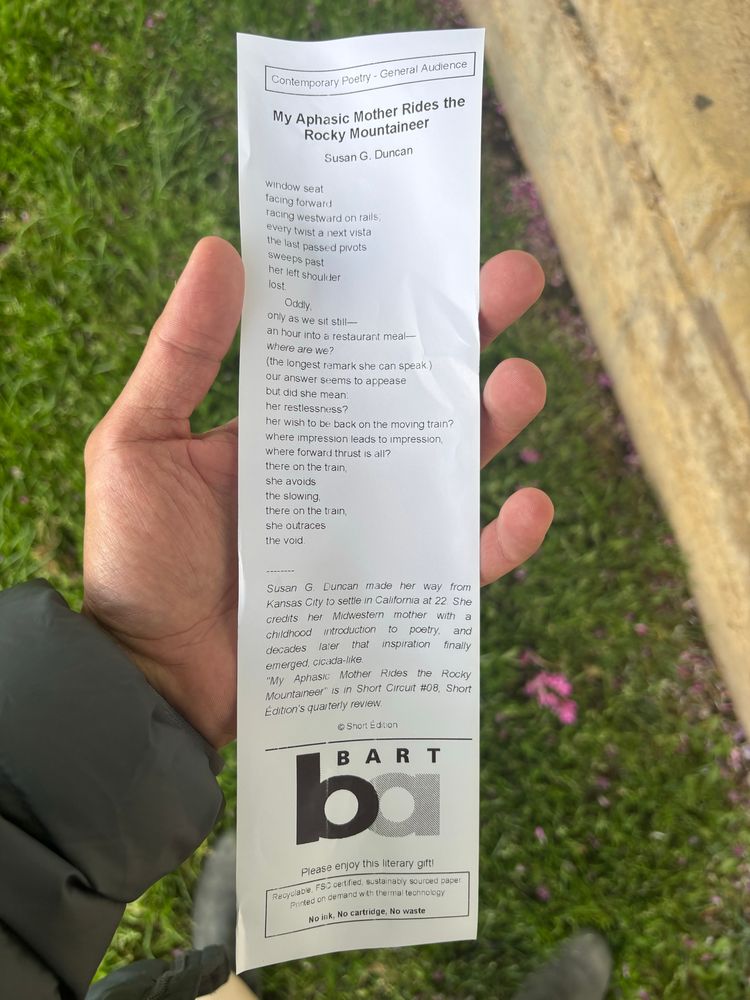 Contemporary Poetry - General Audience
My Aphasic Mother Rides the
Rocky Mountaineer
Susan G. Duncan
window seat
facing forward
racing westward on rails;
every twist a next vista
the last passed pivots
sweeps past
her left shoulder
lost.
Oddly,
only as we sit still—
an hour into a restaurant meal—
where are we?
(the longest remark she can speak)
our answer seems to appease
but did she mean:
her restlessness?
her wish to be back on the moving train?
where impression leads to impression,
where forward thrust is all?
there on the train,
she avoids
the slowing,
there on the train,
she outraces
the void.
--------
Susan G. Duncan made her way from
Kansas City to settle in California at 22. She
credits her Midwestern mother with a
childhood introduction to poetry, and
decades later that inspiration finally
emerged, cicada-like.
"My Aphasic Mother Rides the Rocky
Mountaineer" is in Short Circuit #08, Short
Édition's quarterly review.
© Short Édition
BART
ba
Please enjoy this literary gift!
Recyclable, FSC certified, sustainably sourced paper
Printed on demand with thermal technology
No ink, No cartridge, No waste